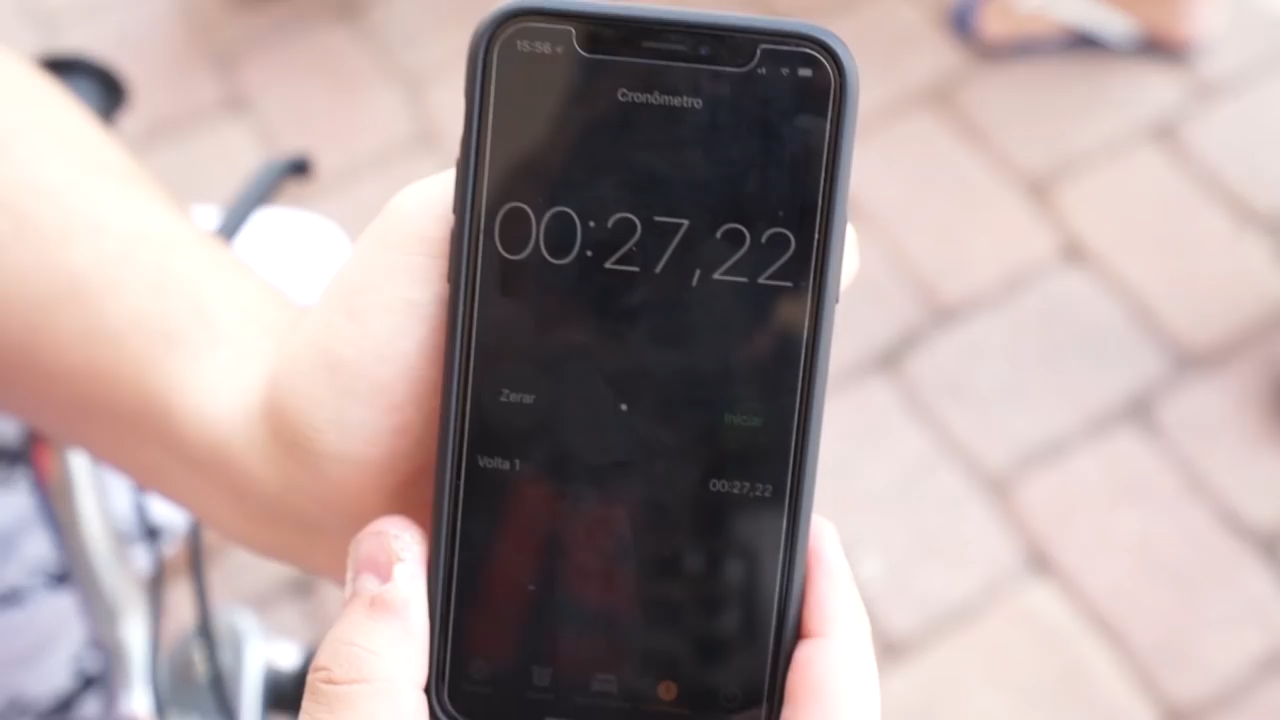 15:56
Cronômetro
00:27,22
Zerar
Iniciar
Volta 1
00:27,22